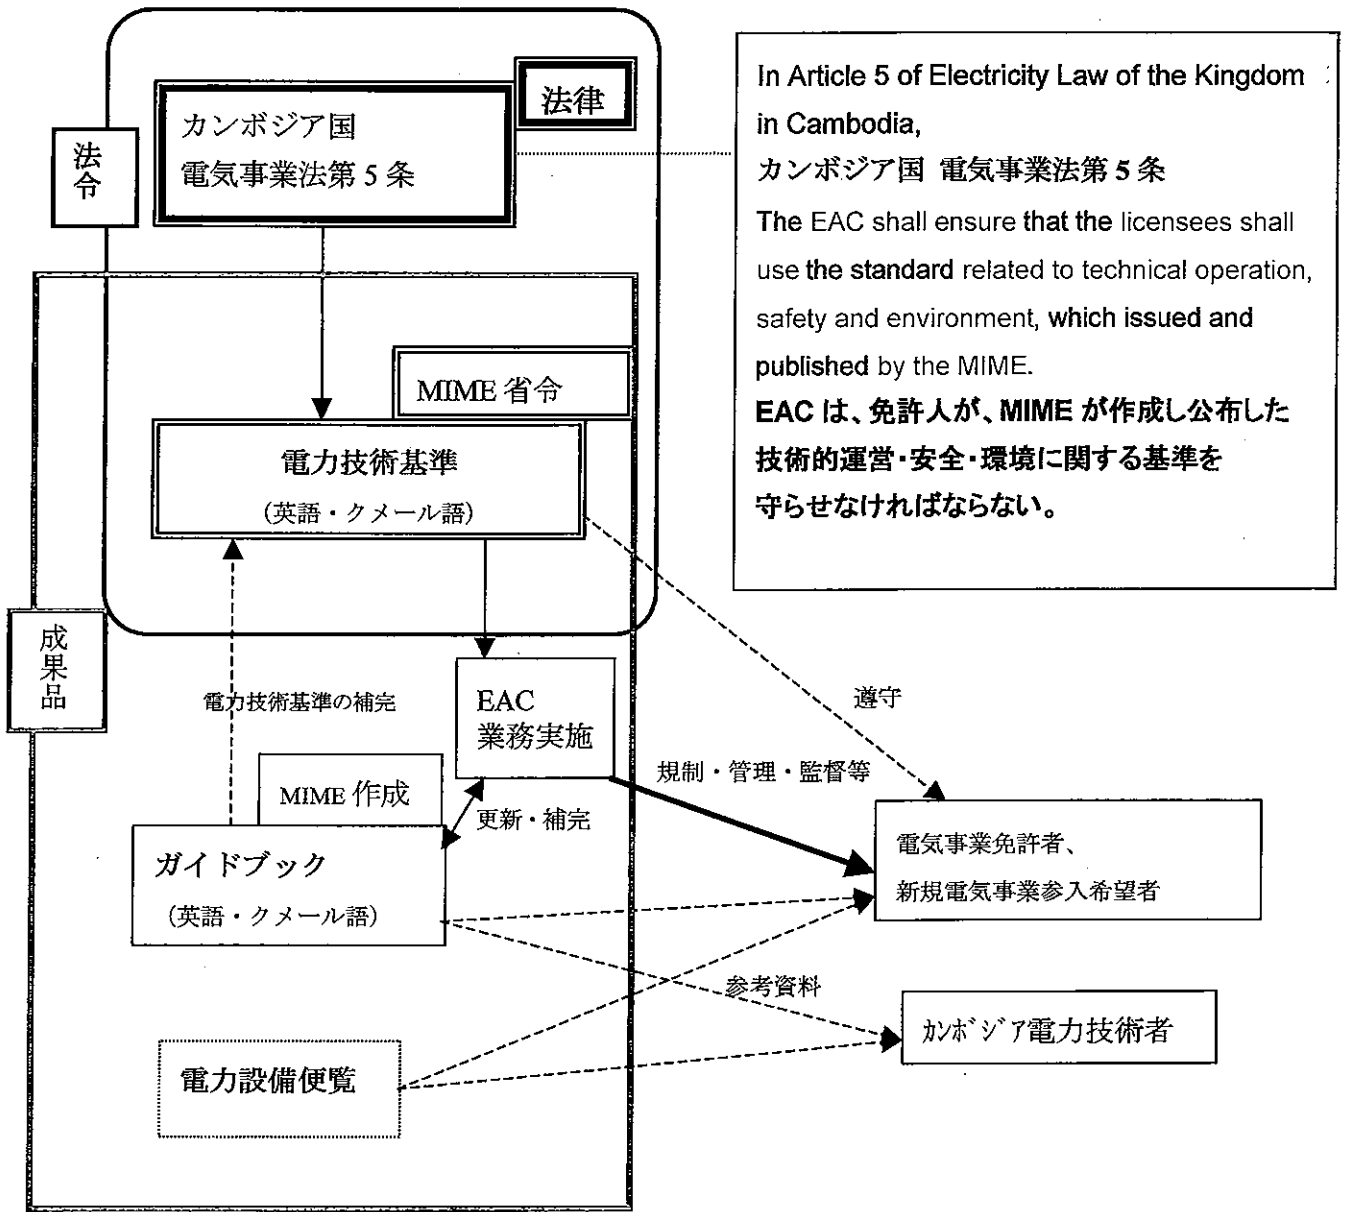 法律
カンボジア国
電気事業法第 5 条
法令
In Article 5 of Electricity Law of the Kingdom
in Cambodia,
カンボジア国 電気事業法第 5 条
The EAC shall ensure that the licensees shall
use the standard related to technical operation,
safety and environment, which issued and
published by the MIME.
EAC は、免許人が、MIME が作成し公布した
技術的運営・安全・環境に関する基準を
守らせなければならない。
MIME 省令
電力技術基準
(英語・クメール語)
成果品
電力技術基準の補完
EAC
業務実施
遵守
規制・管理・監督等
MIME 作成
更新・補完
ガイドブック
(英語・クメール語)
電気事業免許者、
新規電気事業参入希望者
参考資料
ｶﾝﾎﾞｼﾞｱ電力技術者
電力設備便覧